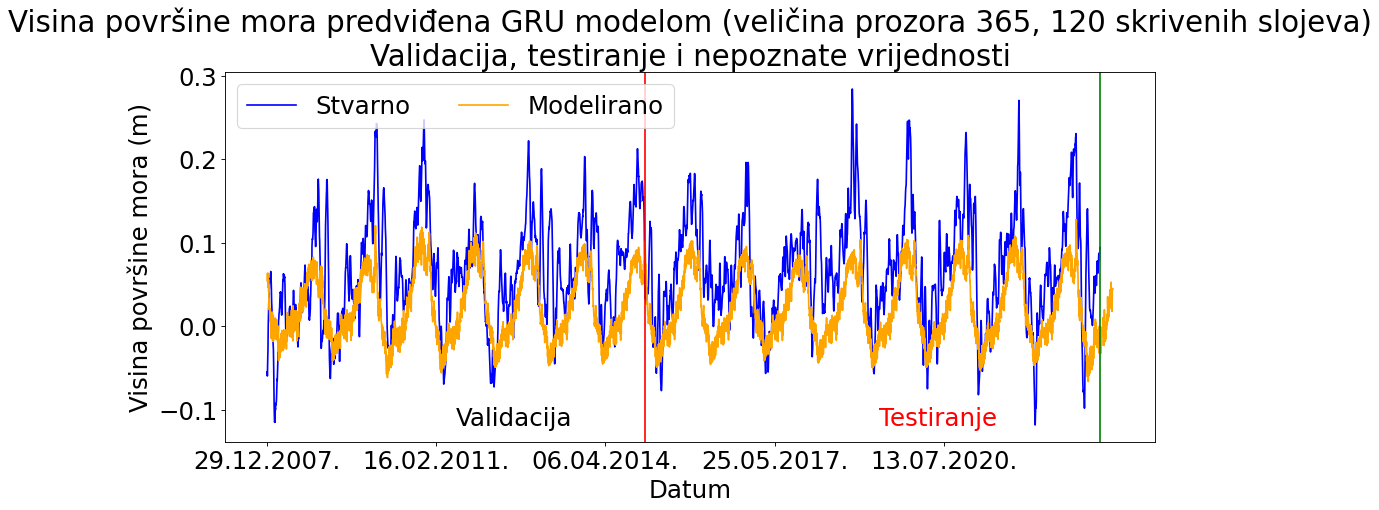 Visina površine mora predviđena GRU modelom (veličina prozora 365, 120 skrivenih slojeva)
Validacija, testiranje i nepoznate vrijednosti
Stvarno
Modelirano
Visina površine mora (m)
0.3
0.2
0.1
0.0
−0.1
Validacija
Testiranje
29.12.2007.
16.02.2011.
06.04.2014.
25.05.2017.
13.07.2020.
Datum